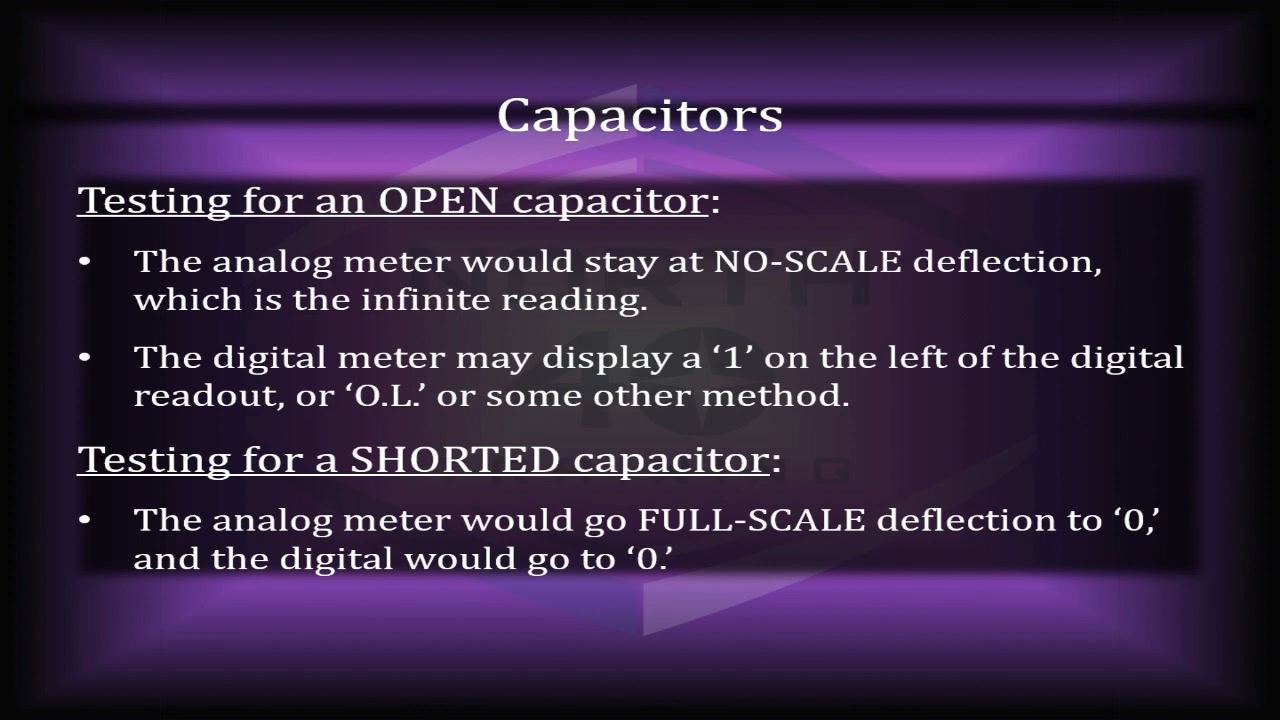 Capacitors
Testing for an OPEN capacitor:
• The analog meter would stay at NO-SCALE deflection,
which is the infinite reading.
• The digital meter may display a ‘1’ on the left of the digital
readout, or ‘O.L.’ or some other method.
Testing for a SHORTED capacitor:
• The analog meter would go FULL-SCALE deflection to ‘0,’
and the digital would go to ‘0.’
NORTH
40